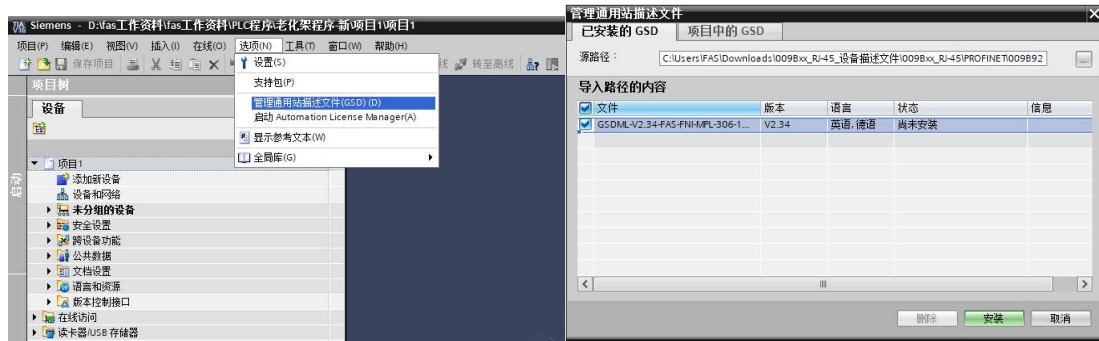 Siemens - D:\fas工作资料\fas工作资料\PLC程序\老化架程序-新\项目1\项目1
项目(P) 编辑(E) 视图(V) 插入(I) 在线(O) 选项(N) 工具(T) 窗口(W) 帮助(H)
保存项目
转至离线
设置(S)
支持包(P)
管理通用站描述文件(GSD) (D)
启动 Automation License Manager(A)
显示参考文本(W)
全局库(G)
项目树
设备
项目1
添加新设备
设备和网络
未分组的设备
安全设置
跨设备功能
公共数据
文档设置
语言和资源
版本控制接口
在线访问
读卡器/USB 存储器
启动
管理通用站描述文件
已安装的 GSD 项目中的 GSD
源路径： C:\Users\FAS\Downloads\009Bxx_RJ-45_设备描述文件\009Bxx_RJ-45\PROFINET\009B92
导入路径的内容
文件 版本 语言 状态 信息
GSDML-V2.34-FAS-FNI-MPL-306-1... V2.34 英语, 德语 尚未安装
删除 安装 取消